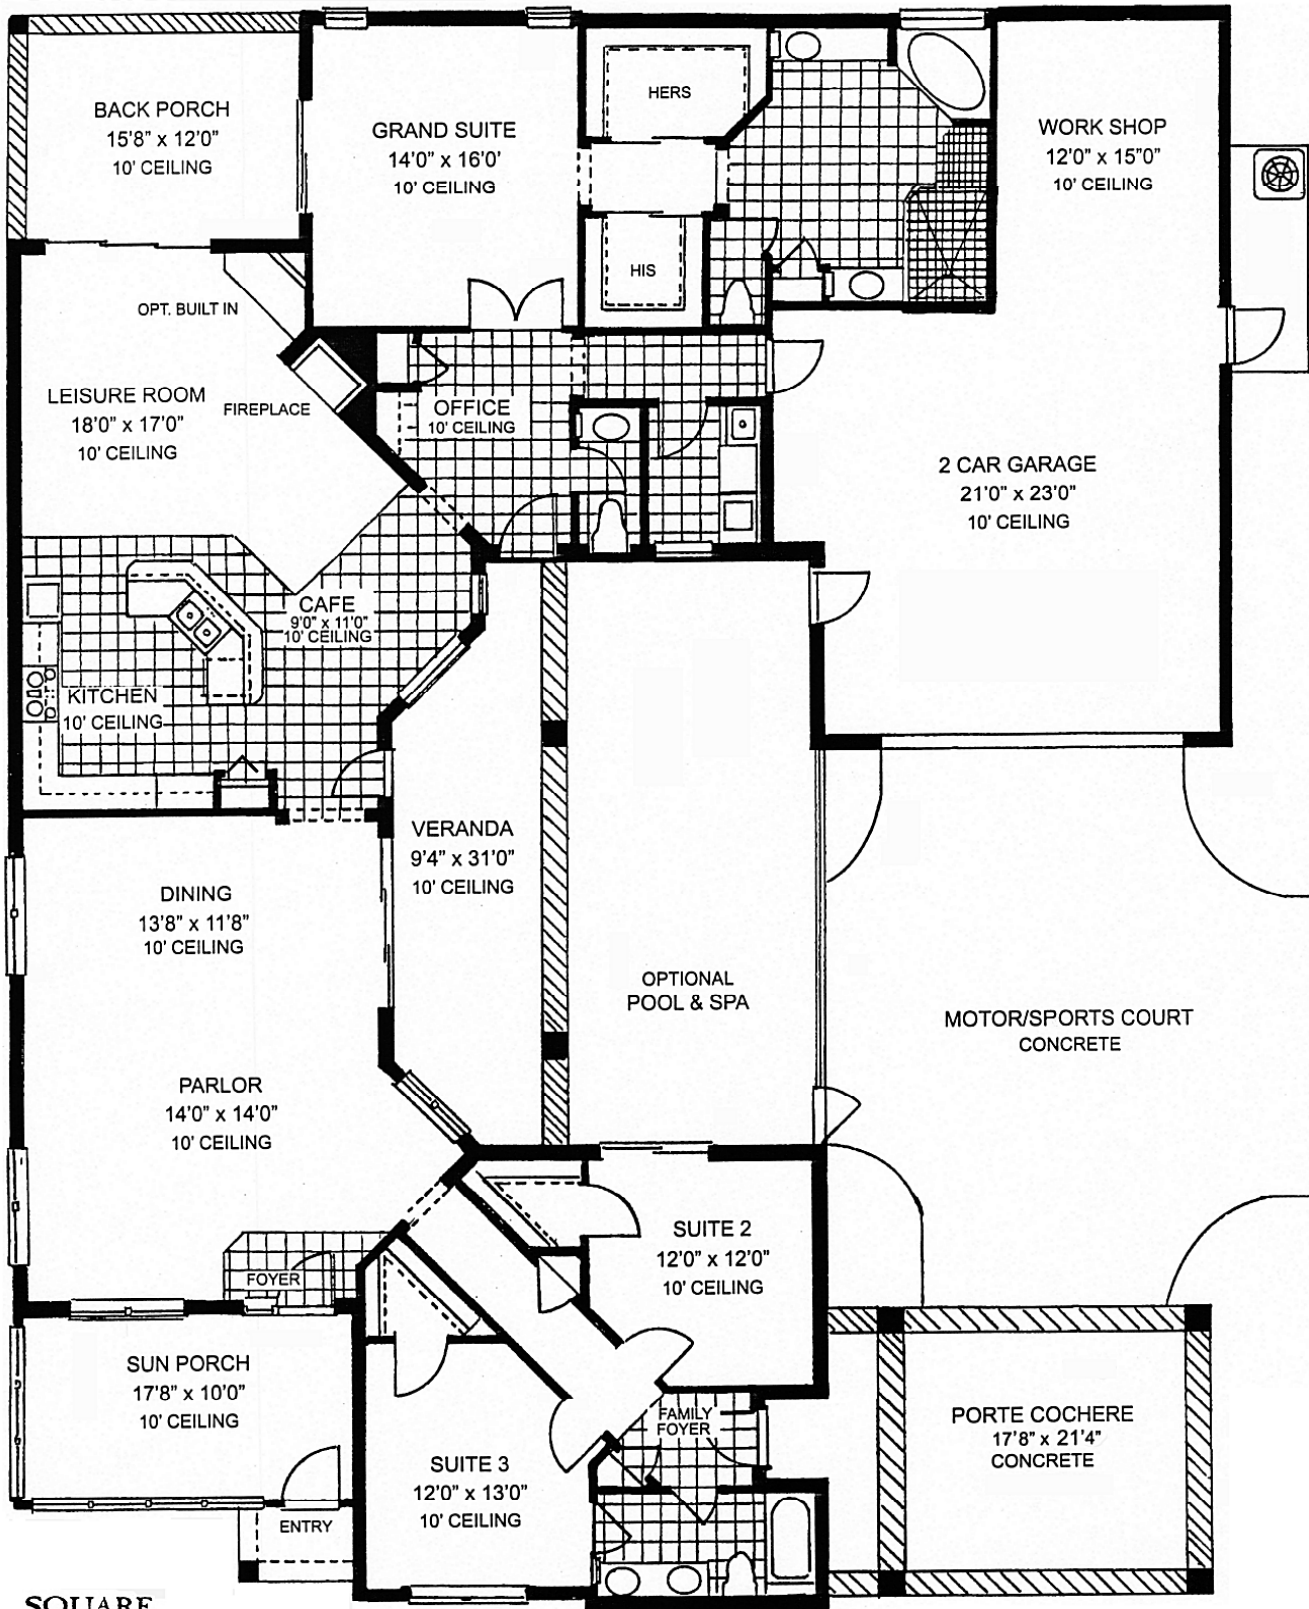 BACK PORCH
15'8" x 12'0"
10' CEILING
GRAND SUITE
14'0" x 16'0'
10' CEILING
HERS
HIS
WORK SHOP
12'0" x 15"0"
10' CEILING
OPT. BUILT IN
LEISURE ROOM
18'0" x 17'0"
10' CEILING
FIREPLACE
OFFICE
10' CEILING
2 CAR GARAGE
21'0" x 23'0"
10' CEILING
CAFE
9'0" x 11'0"
10' CEILING
KITCHEN
10' CEILING
VERANDA
9'4" x 31'0"
10' CEILING
DINING
13'8" x 11'8"
10' CEILING
OPTIONAL
POOL & SPA
MOTOR/SPORTS COURT
CONCRETE
PARLOR
14'0" x 14'0"
10' CEILING
FOYER
SUITE 2
12'0" x 12'0"
10' CEILING
SUN PORCH
17'8" x 10'0"
10' CEILING
FAMILY
FOYER
PORTE COCHERE
17'8" x 21'4"
CONCRETE
SUITE 3
12'0" x 13'0"
10' CEILING
ENTRY
SQUARE